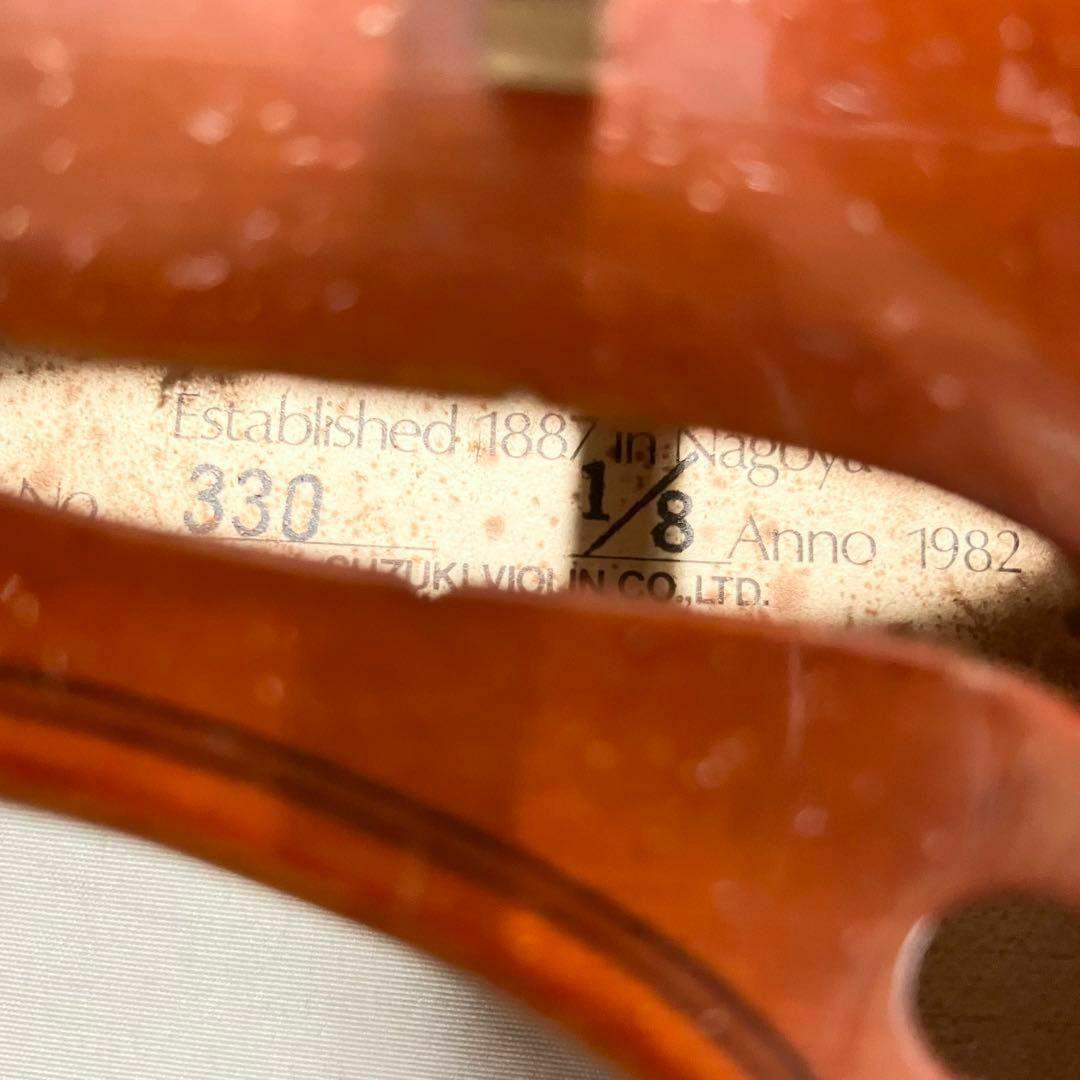 Established 1887 in Nagoya
No. 330 1/8 Anno 1982
SUZUKI VIOLIN CO.,LTD.